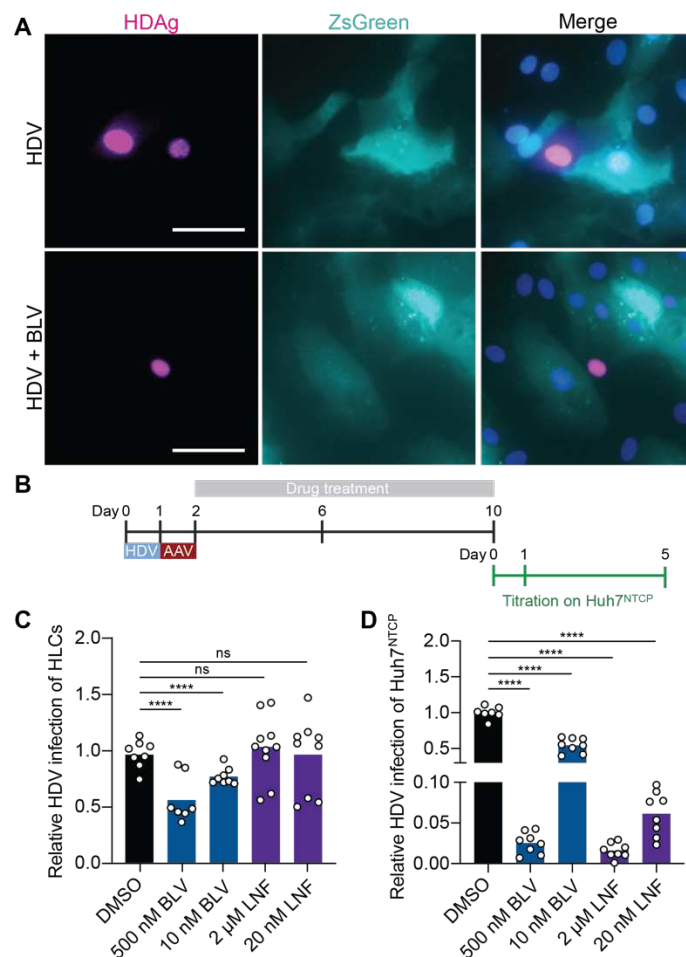 A
HDAg
ZsGreen
Merge
HDV
HDV + BLV
B
Drug treatment
Day 0 1 2 6 10
HDV AAV
Day 0 1 5
Titration on Huh7NTCP
C
Relative HDV infection of HLCs
2.0
1.5
1.0
0.5
0.0
ns
ns
****
****
DMSO
500 nM BLV
10 nM BLV
2 µM LNF
20 nM LNF
D
Relative HDV infection of Huh7NTCP
2.0
1.5
1.0
0.5
0.10
0.05
0.00
****
****
****
****
DMSO
500 nM BLV
10 nM BLV
2 µM LNF
20 nM LNF